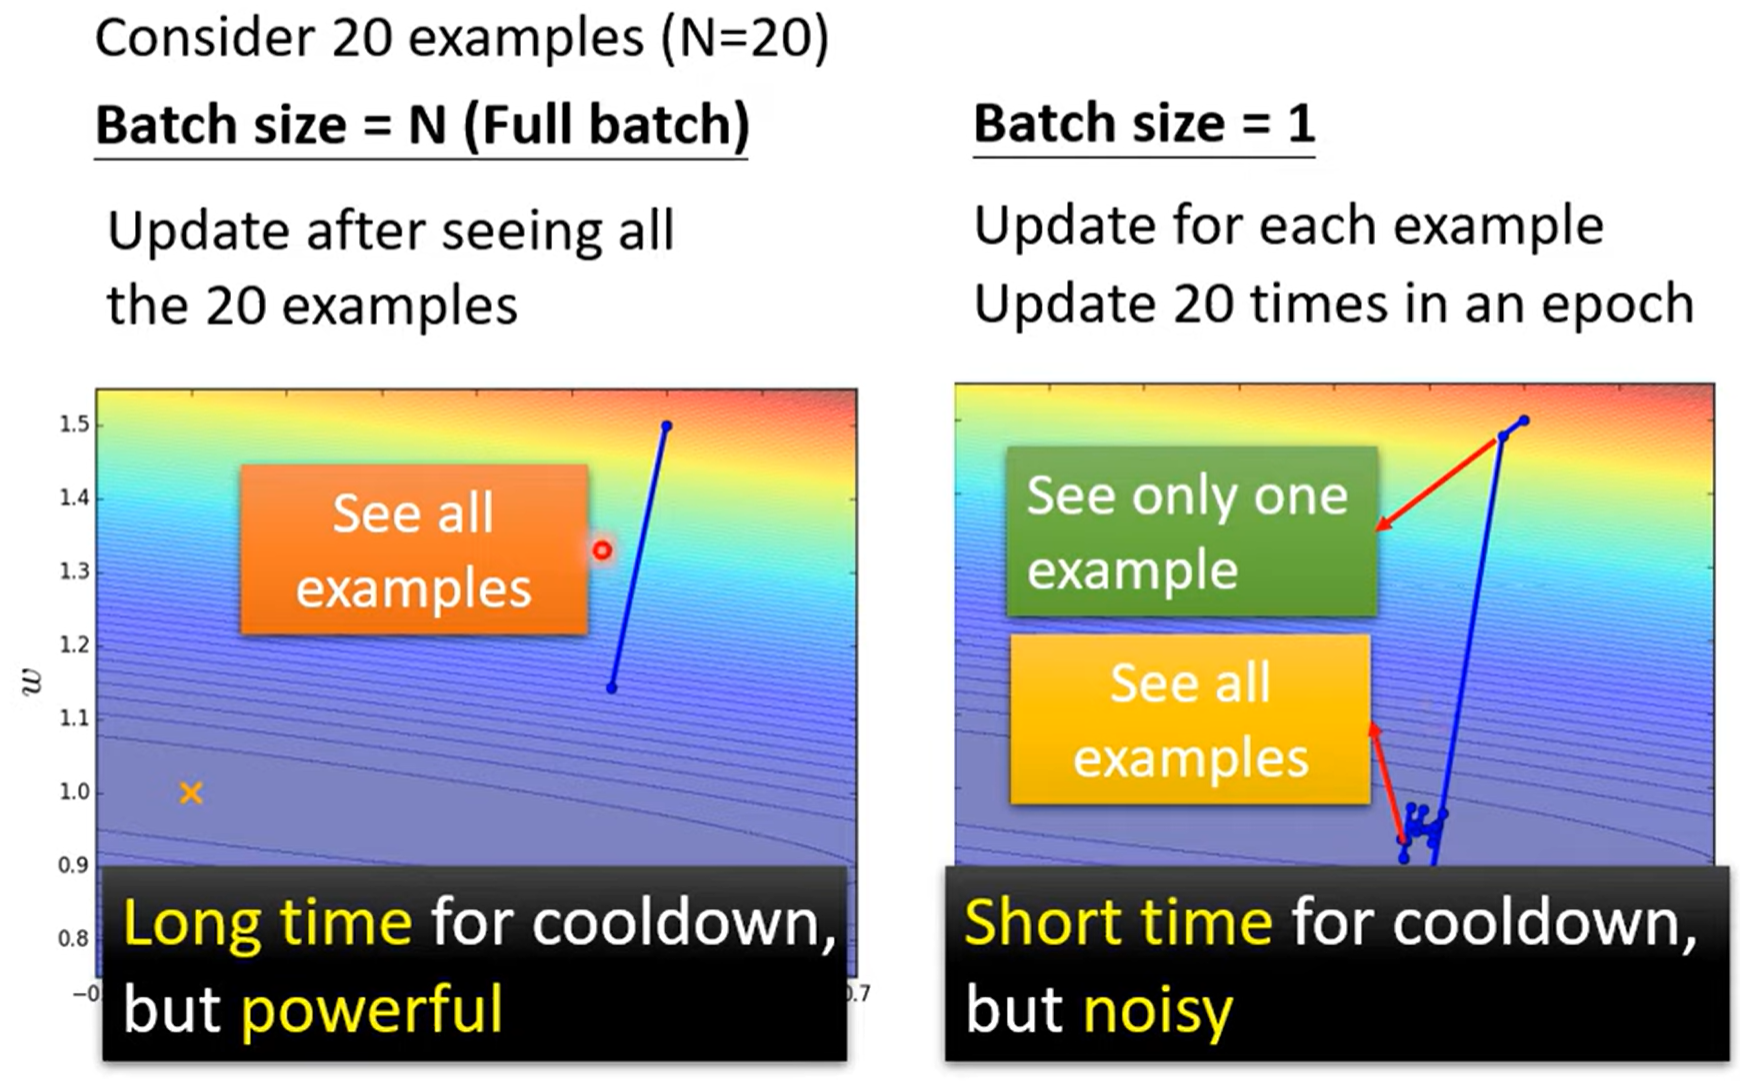 Consider 20 examples (N=20)
Batch size = N (Full batch)
Update after seeing all
the 20 examples
Batch size = 1
Update for each example
Update 20 times in an epoch
1.5
1.4
1.3
1.2
1.1
1.0
0.9
0.8
w
See all
examples
−0.
0.7
Long time for cooldown,
but powerful
See only one
example
See all
examples
Short time for cooldown,
but noisy